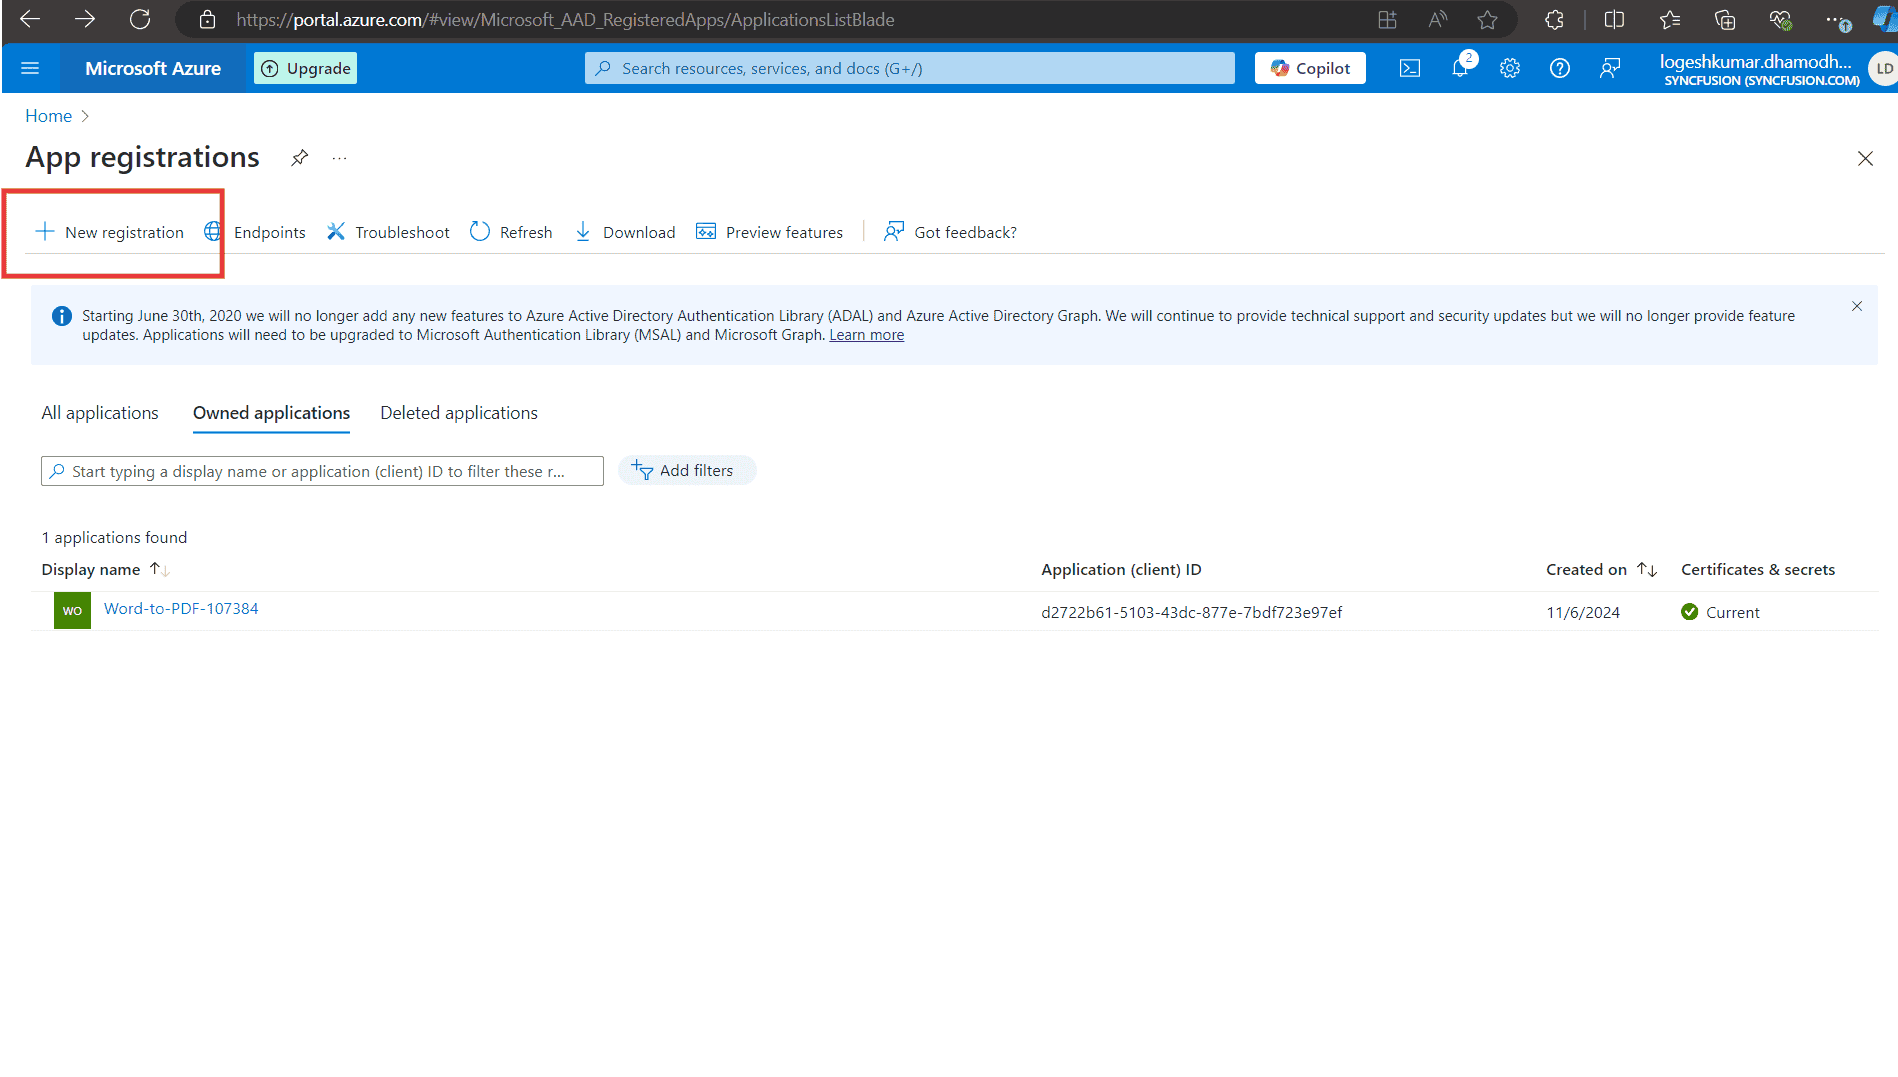 https://portal.azure.com/#view/Microsoft_AAD_RegisteredApps/ApplicationsListBlade
Microsoft Azure
Upgrade
Search resources, services, and docs (G+/)
Copilot
2
logeshkumar.dhamodh...
SYNCFUSION (SYNCFUSION.COM)
LD
Home
App registrations
...
New registration
Endpoints
Troubleshoot
Refresh
Download
Preview features
Got feedback?
Starting June 30th, 2020 we will no longer add any new features to Azure Active Directory Authentication Library (ADAL) and Azure Active Directory Graph. We will continue to provide technical support and security updates but we will no longer provide feature
updates. Applications will need to be upgraded to Microsoft Authentication Library (MSAL) and Microsoft Graph. Learn more
All applications
Owned applications
Deleted applications
Start typing a display name or application (client) ID to filter these r...
Add filters
1 applications found
Display name
Application (client) ID
Created on
Certificates & secrets
WO
Word-to-PDF-107384
d2722b61-5103-43dc-877e-7bdf723e97ef
11/6/2024
Current